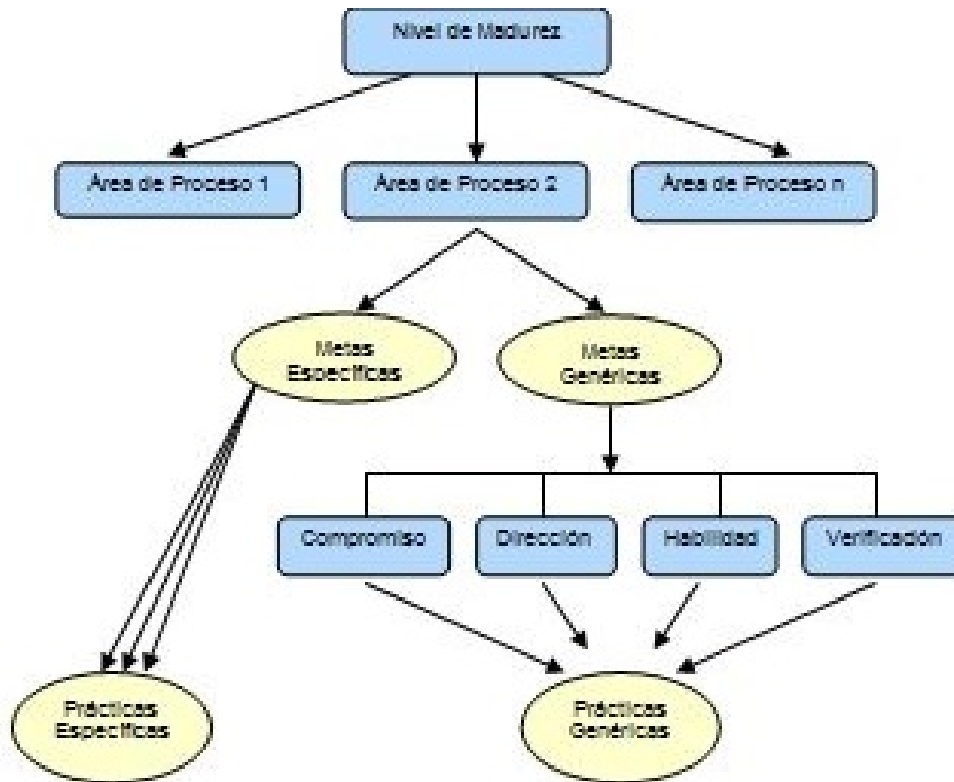 Nivel de Madurez
Área de Proceso 1
Área de Proceso 2
Área de Proceso n
Metas
Específicas
Metas
Genéricas
Compromiso
Dirección
Habilidad
Verificación
Prácticas
Específicas
Prácticas
Genéricas